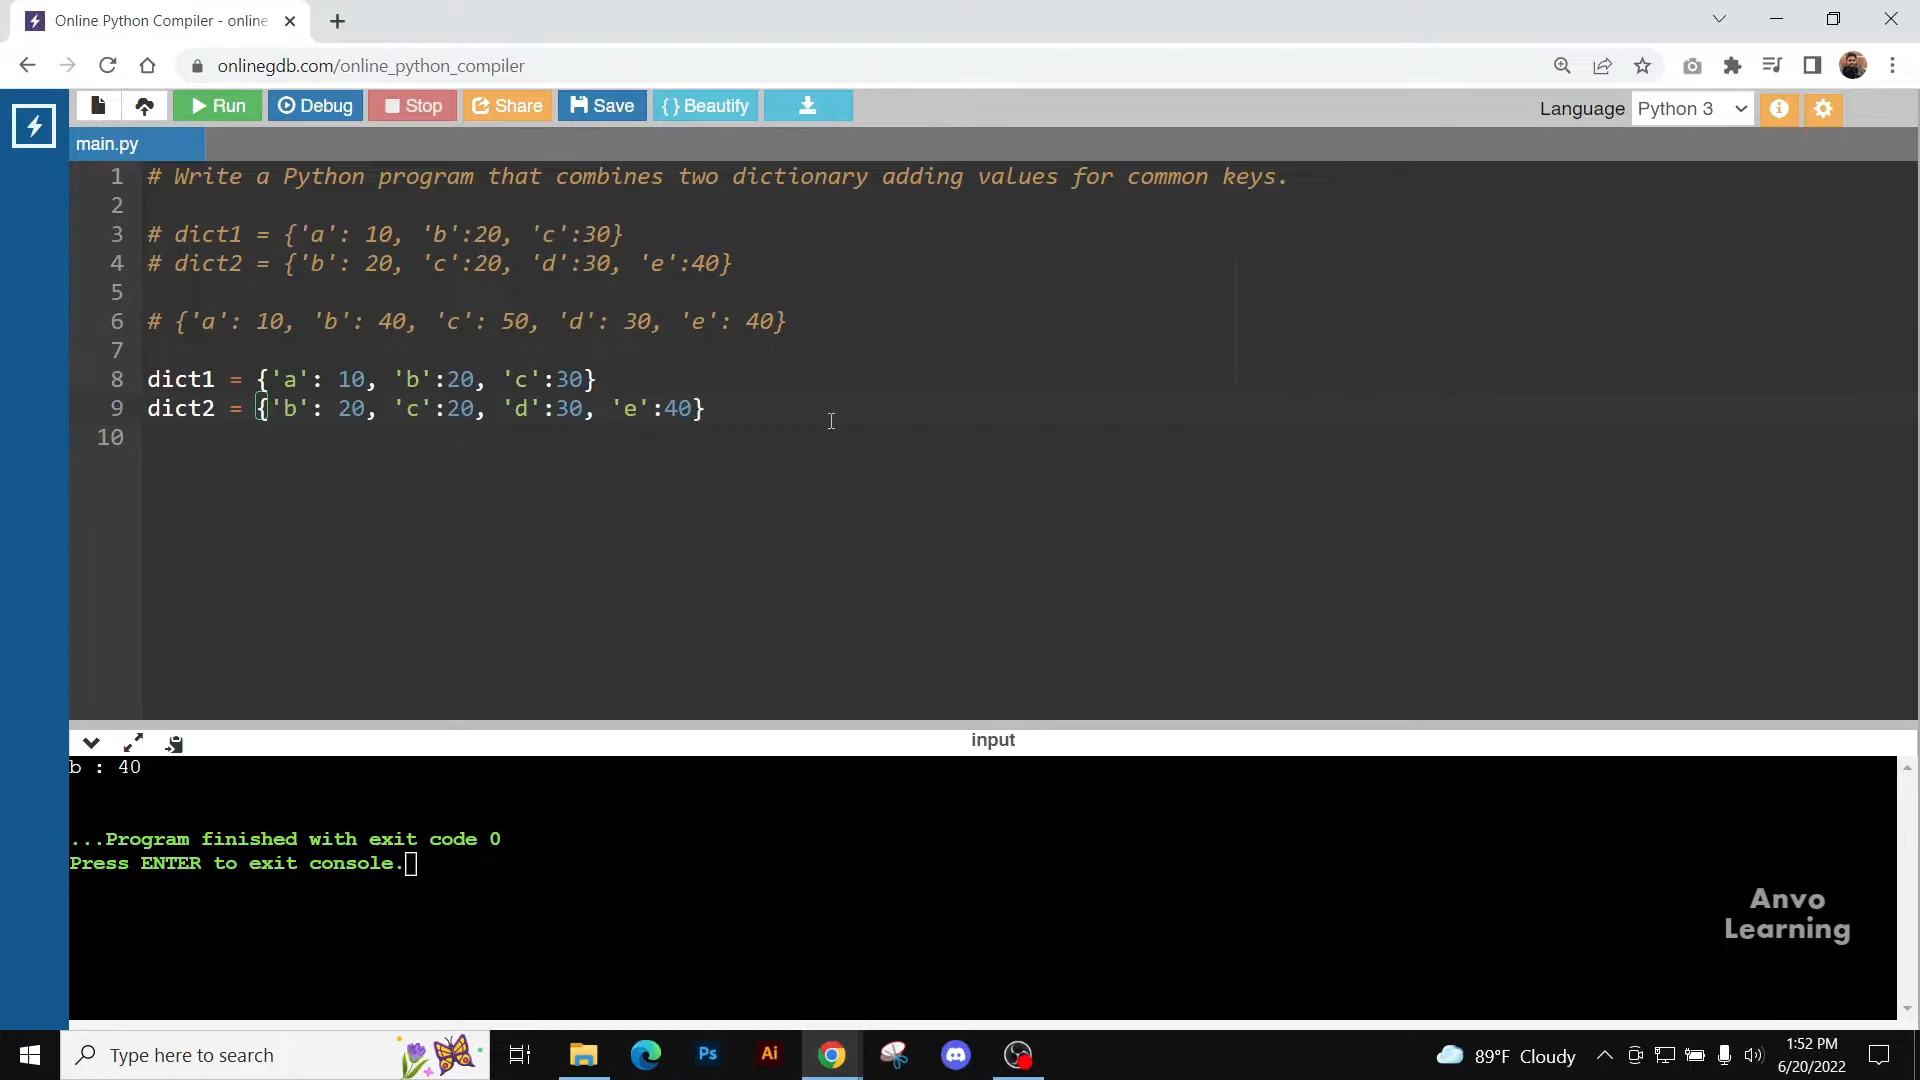 Online Python Compiler - online
onlinegdb.com/online_python_compiler
Run Debug Stop Share Save { } Beautify Language Python 3
main.py
1 # Write a Python program that combines two dictionary adding values for common keys.
2
3 # dict1 = {'a': 10, 'b':20, 'c':30}
4 # dict2 = {'b': 20, 'c':20, 'd':30, 'e':40}
5
6 # {'a': 10, 'b': 40, 'c': 50, 'd': 30, 'e': 40}
7
8 dict1 = {'a': 10, 'b':20, 'c':30}
9 dict2 = {'b': 20, 'c':20, 'd':30, 'e':40}
10
input
b : 40
...Program finished with exit code 0
Press ENTER to exit console.
Anvo
Learning
Type here to search Ps Ai 89°F Cloudy 1:52 PM
6/20/2022